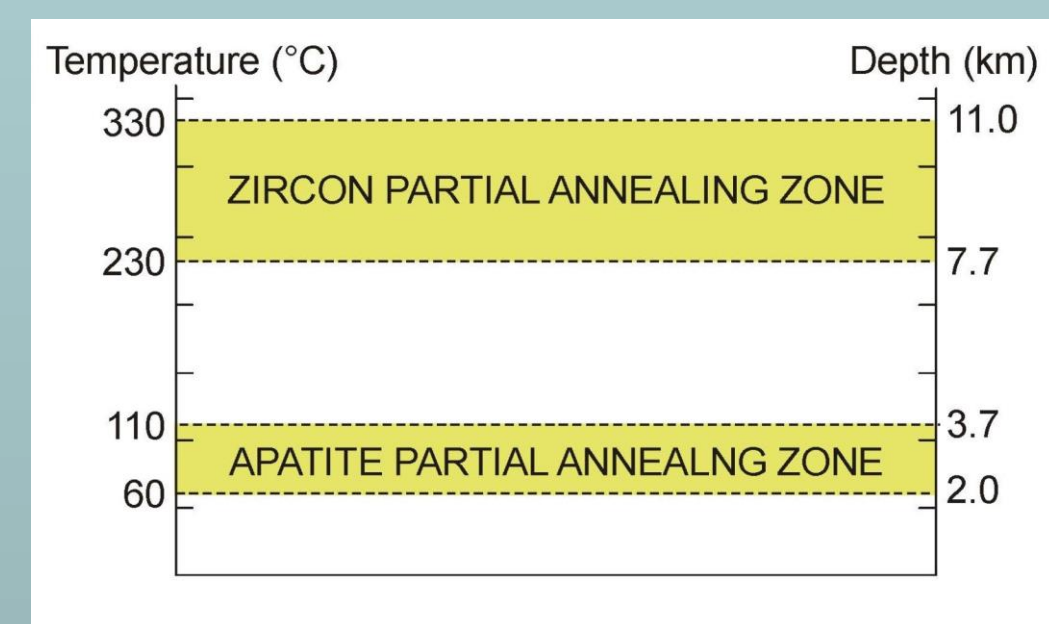 Temperature (°C) Depth (km)
330 11.0
ZIRCON PARTIAL ANNEALING ZONE
230 7.7
110 3.7
APATITE PARTIAL ANNEALNG ZONE
60 2.0